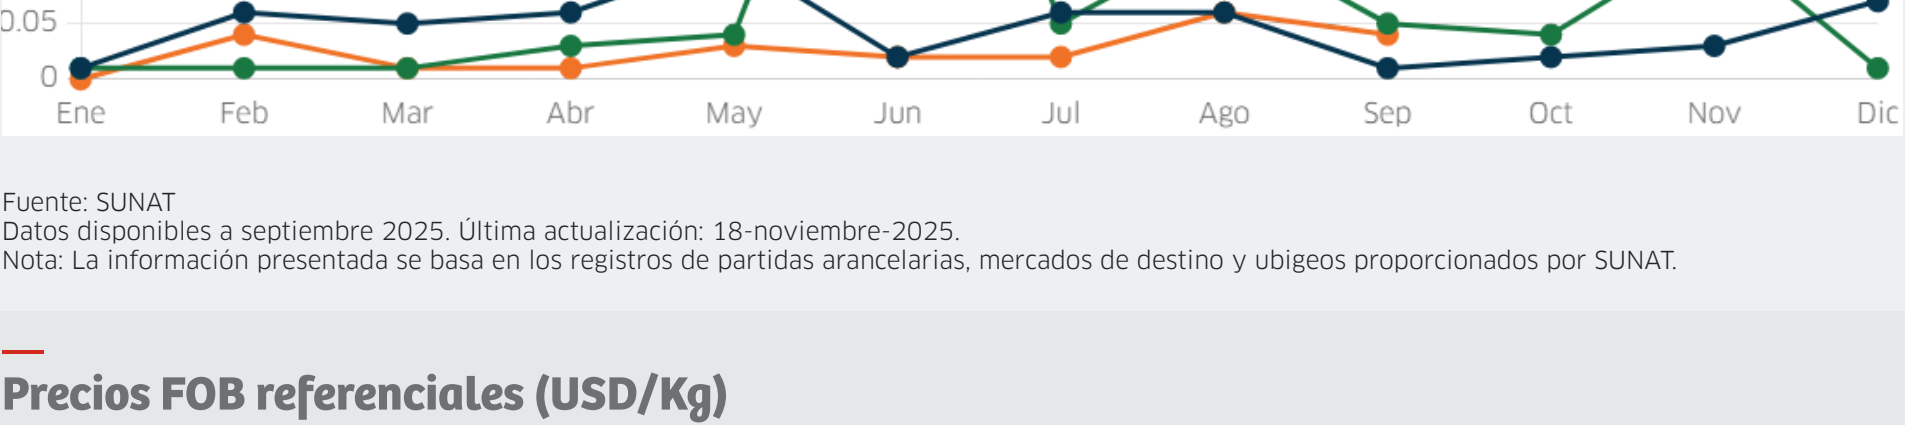 0.05
0
Ene Feb Mar Abr May Jun Jul Ago Sep Oct Nov Dic
Fuente: SUNAT
Datos disponibles a septiembre 2025. Última actualización: 18-noviembre-2025.
Nota: La información presentada se basa en los registros de partidas arancelarias, mercados de destino y ubigeos proporcionados por SUNAT.
Precios FOB referenciales (USD/Kg)